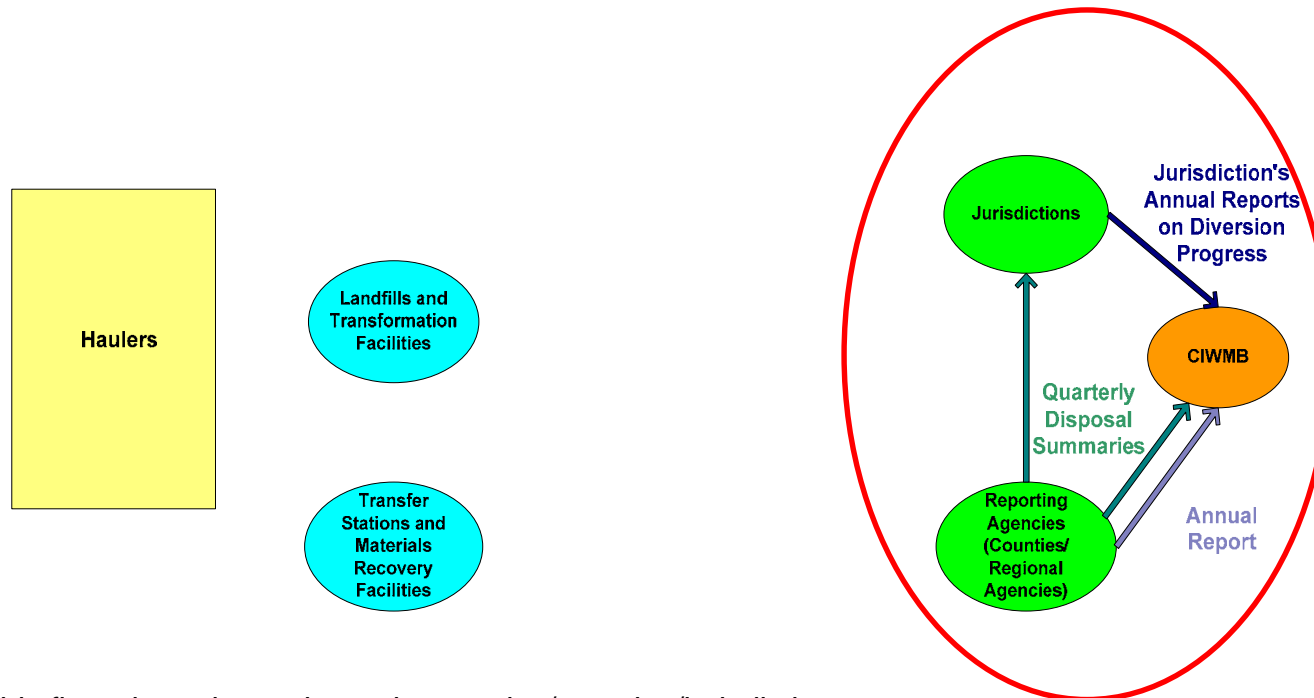 Haulers
Landfills and
Transformation
Facilities
Transfer
Stations and
Materials
Recovery
Facilities
Jurisdictions
Jurisdiction's
Annual Reports
on Diversion
Progress
CIWMB
Quarterly
Disposal
Summaries
Reporting
Agencies
(Counties/
Regional
Agencies)
Annual
Report